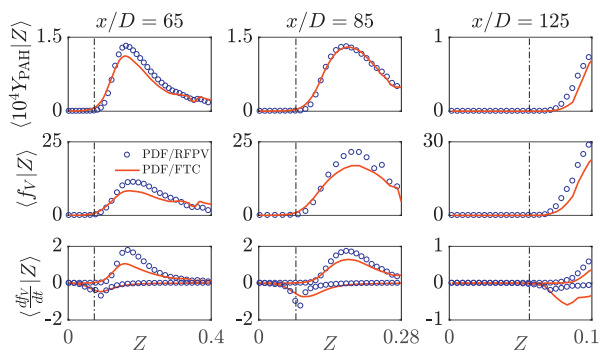 x/D = 65 x/D = 85 x/D = 125
⟨10⁴Y_PAH|Z⟩
1.5 1.5 1
0 0 0
⟨f_V|Z⟩
25 25 30
PDF/RFPV
PDF/FTC
0 0 0
⟨df_V/dt|Z⟩
2 2 1
0 0 0
-2 -2 -1
0 Z 0.4 0 Z 0.28 0 Z 0.1